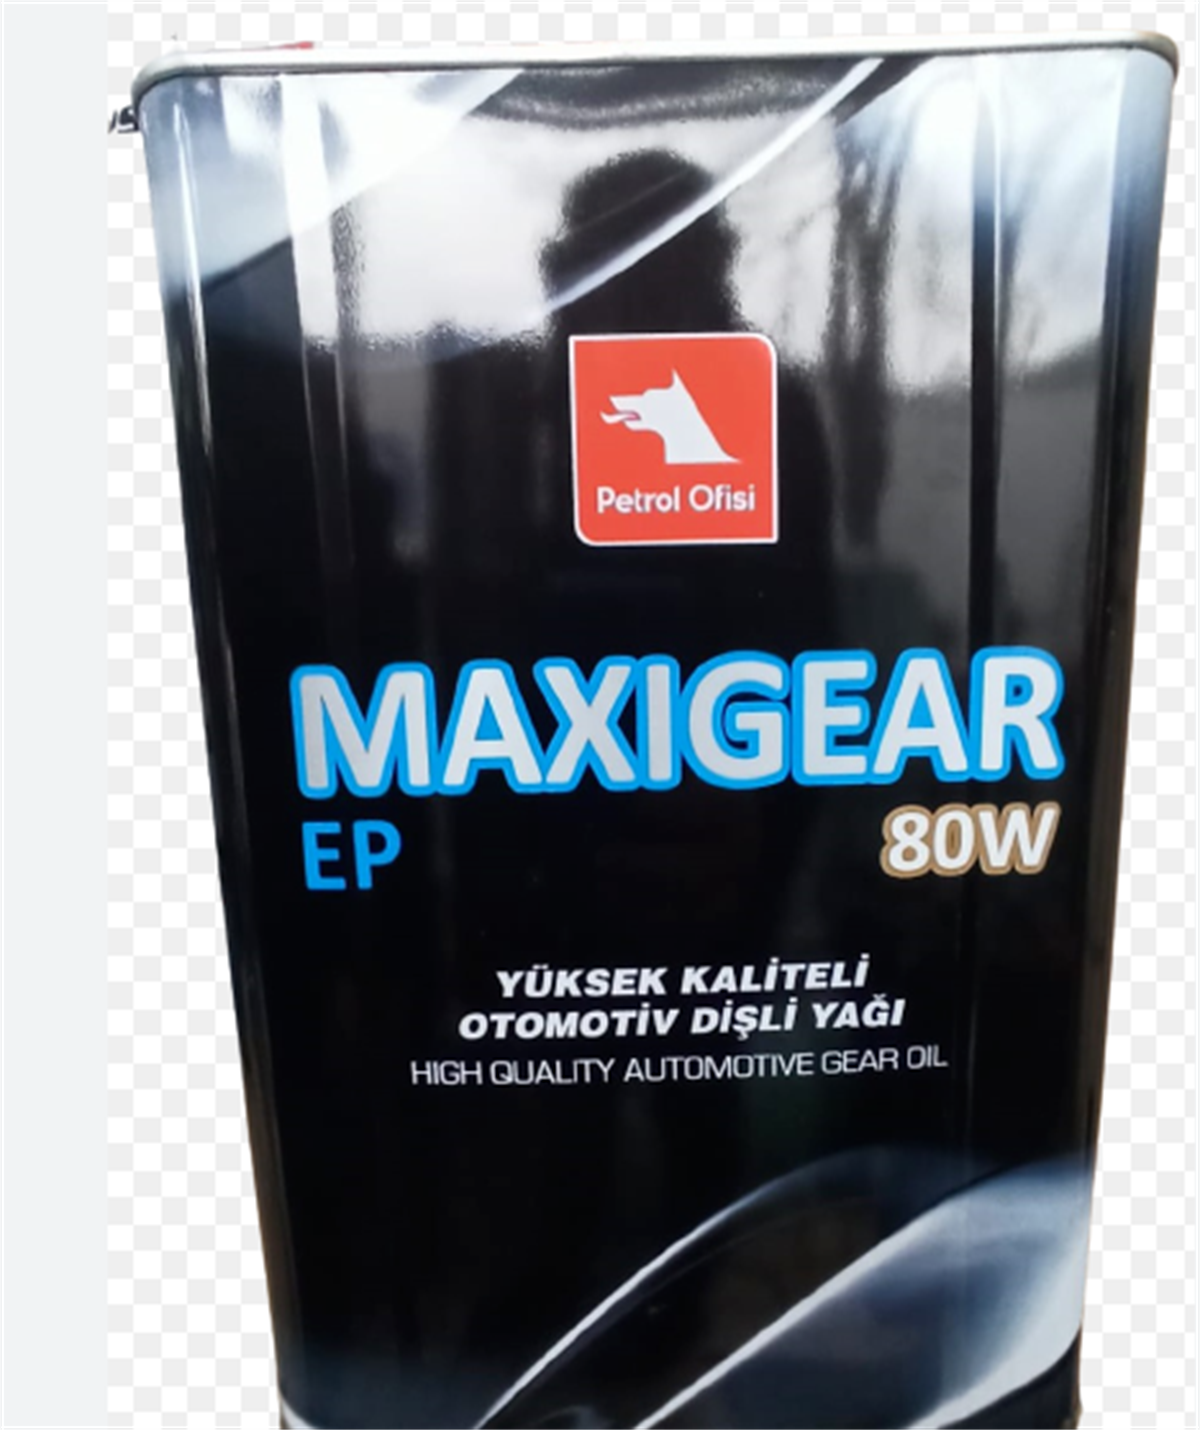 Petrol Ofisi
MAXIGEAR
EP 80W
YÜKSEK KALİTELİ
OTOMOTİV DİŞLİ YAĞI
HIGH QUALITY AUTOMOTIVE GEAR OIL